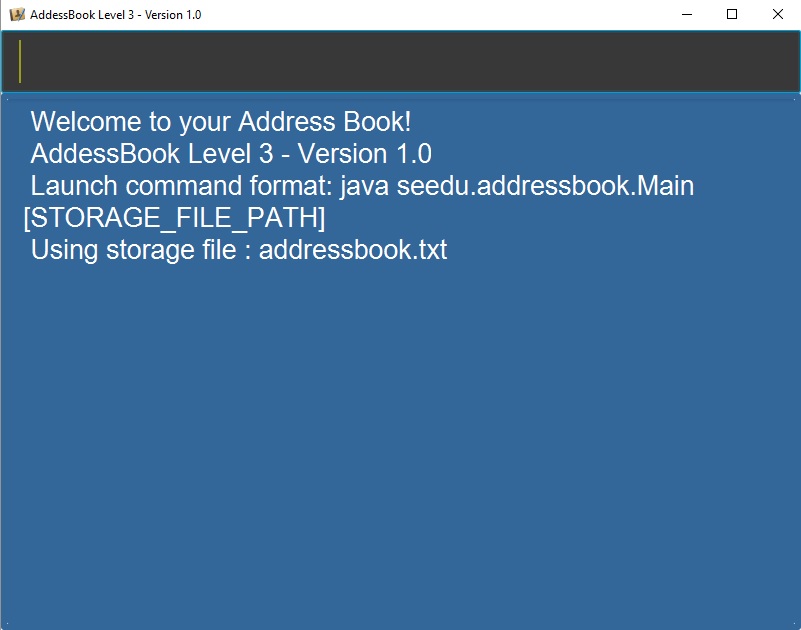 AddessBook Level 3 - Version 1.0
Welcome to your Address Book!
AddessBook Level 3 - Version 1.0
Launch command format: java seedu.addressbook.Main
[STORAGE_FILE_PATH]
Using storage file : addressbook.txt